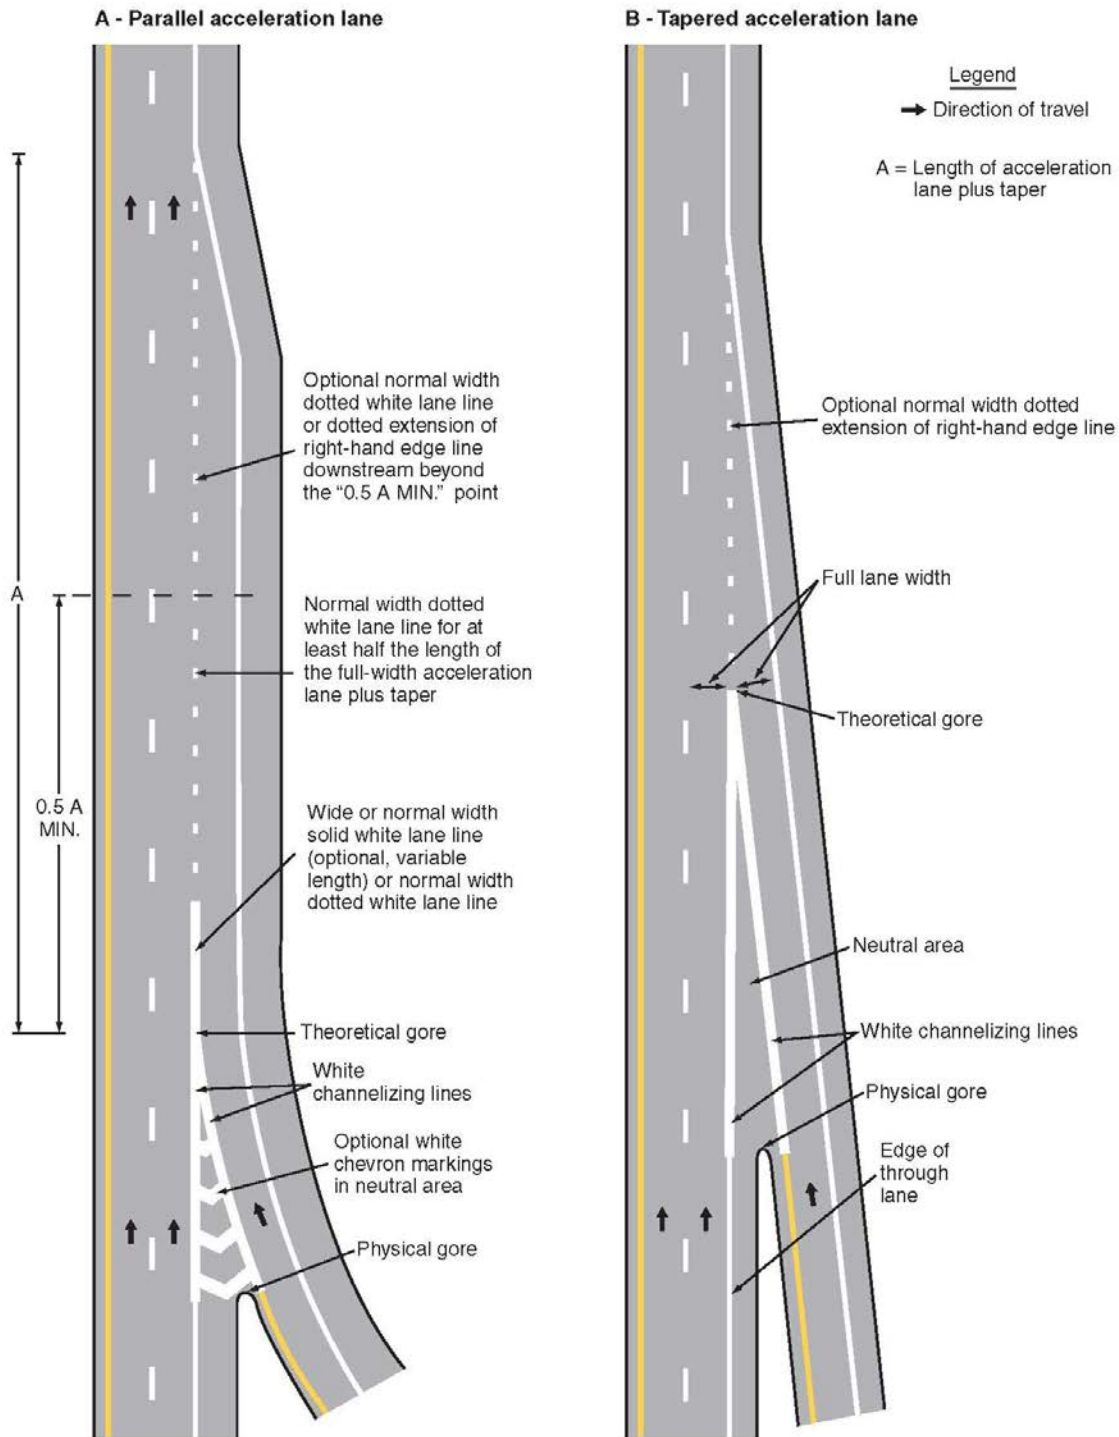 A - Parallel acceleration lane
Optional normal width
dotted white lane line
or dotted extension of
right-hand edge line
downstream beyond
the “0.5 A MIN.” point
A
Normal width dotted
white lane line for at
least half the length of
the full-width acceleration
lane plus taper
0.5 A
MIN.
Wide or normal width
solid white lane line
(optional, variable
length) or normal width
dotted white lane line
Theoretical gore
White
channelizing lines
Optional white
chevron markings
in neutral area
Physical gore
B - Tapered acceleration lane
Legend
Direction of travel
A = Length of acceleration
lane plus taper
Optional normal width dotted
extension of right-hand edge line
Full lane width
Theoretical gore
Neutral area
White channelizing lines
Physical gore
Edge of
through
lane